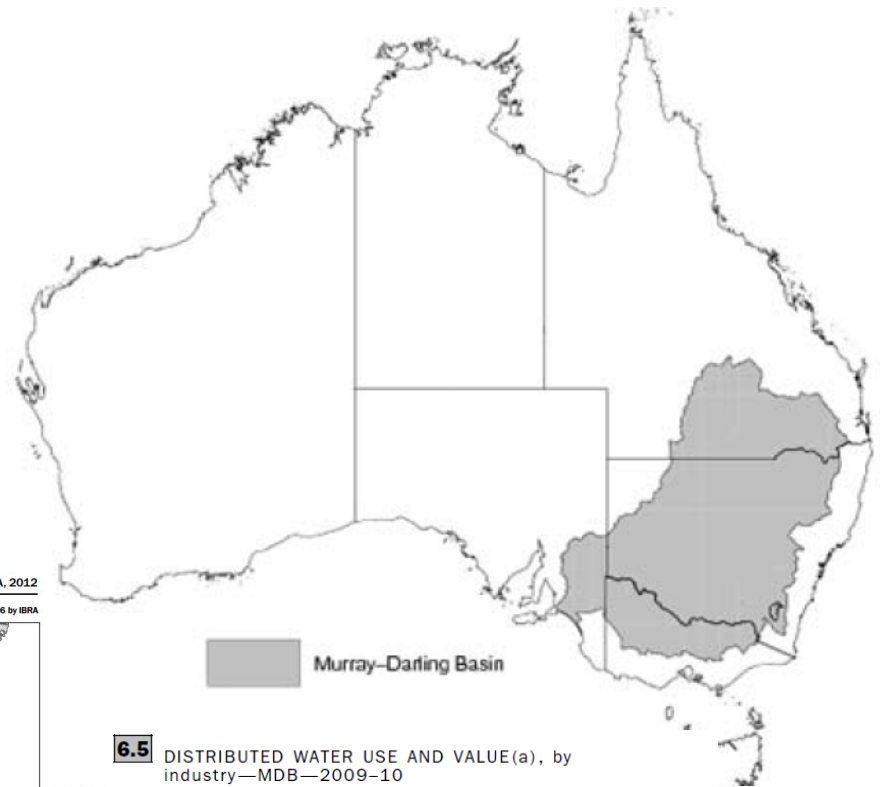 A, 2012
6 by IBRA
Murray–Darling Basin
6.5 DISTRIBUTED WATER USE AND VALUE(a), by
industry—MDB—2009–10